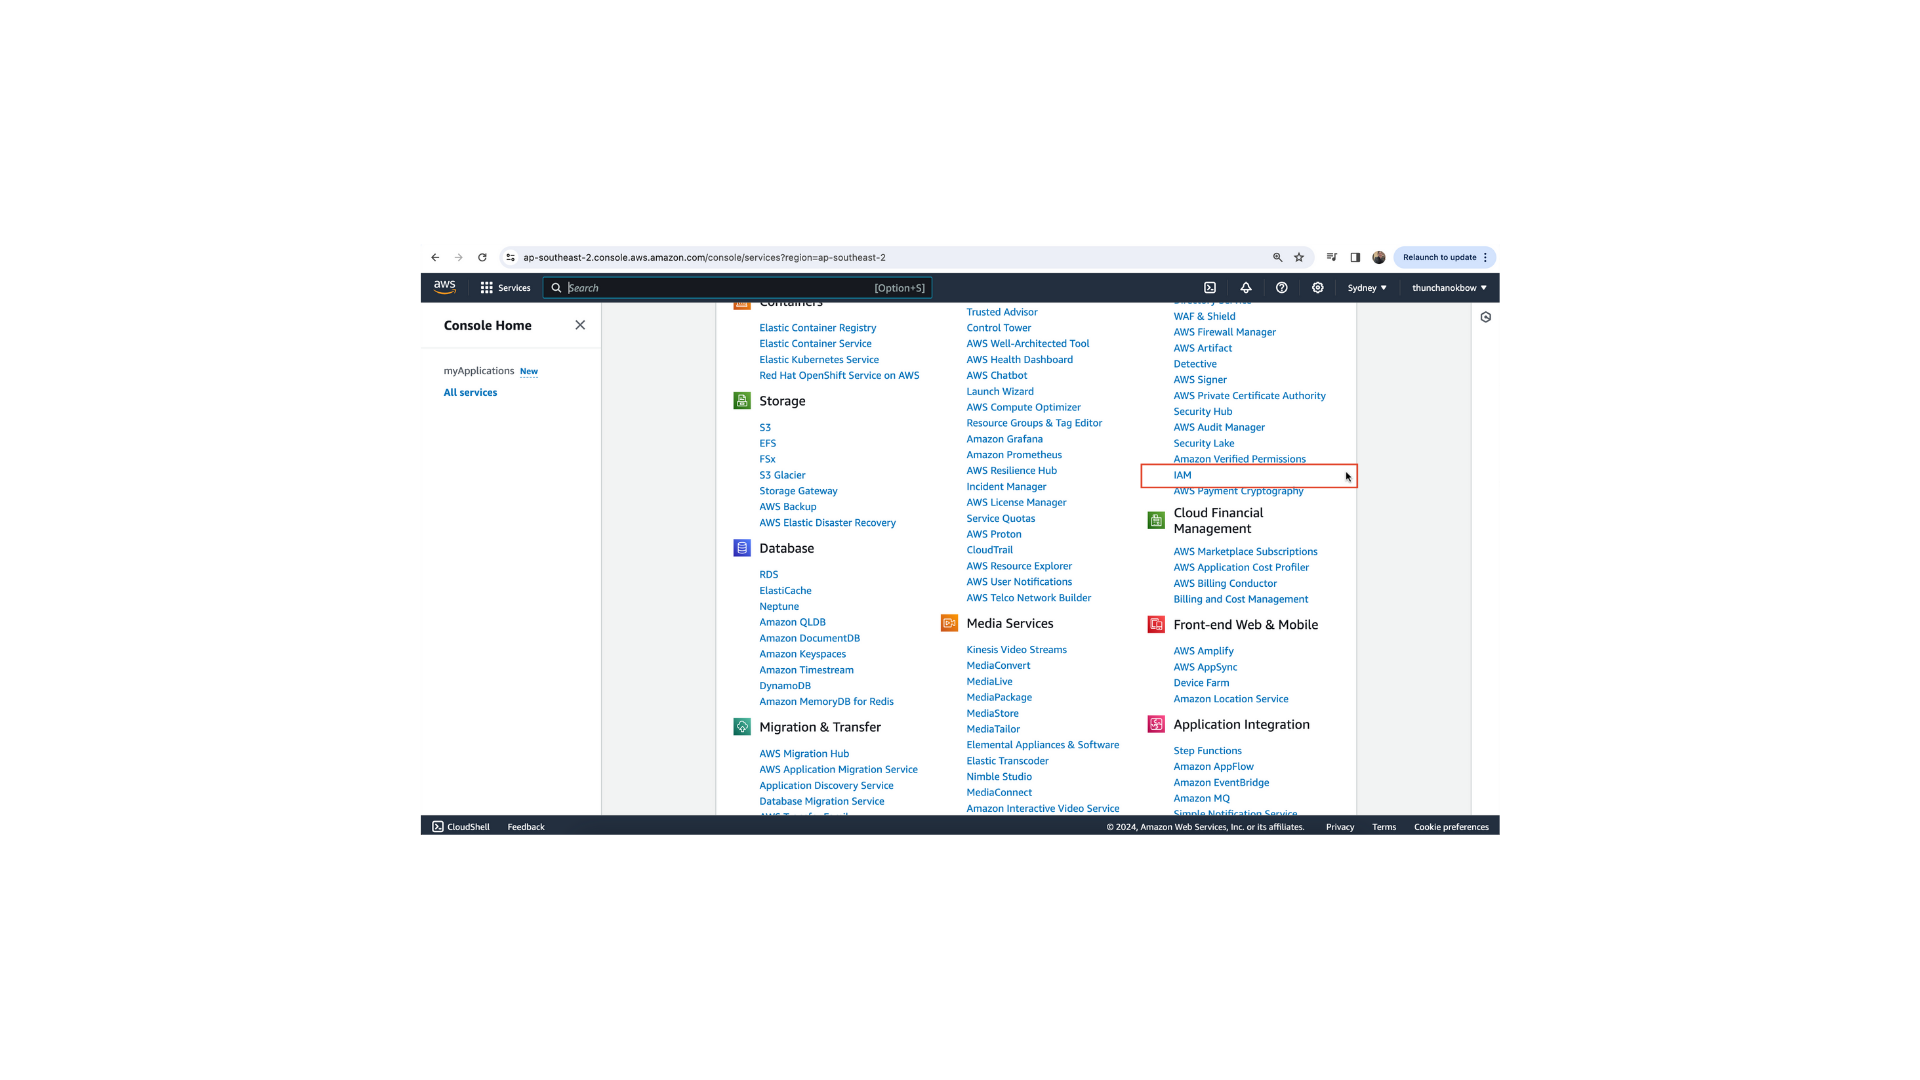 ap-southeast-2.console.aws.amazon.com/console/services?region=ap-southeast-2
Relaunch to update
aws
Services
Search
[Option+S]
Sydney
thunchanokbow
Console Home
myApplications New
All services
Containers
Elastic Container Registry
Elastic Container Service
Elastic Kubernetes Service
Red Hat OpenShift Service on AWS
Storage
S3
EFS
FSx
S3 Glacier
Storage Gateway
AWS Backup
AWS Elastic Disaster Recovery
Database
RDS
ElastiCache
Neptune
Amazon QLDB
Amazon DocumentDB
Amazon Keyspaces
Amazon Timestream
DynamoDB
Amazon MemoryDB for Redis
Migration & Transfer
AWS Migration Hub
AWS Application Migration Service
Application Discovery Service
Database Migration Service
Trusted Advisor
Control Tower
AWS Well-Architected Tool
AWS Health Dashboard
AWS Chatbot
Launch Wizard
AWS Compute Optimizer
Resource Groups & Tag Editor
Amazon Grafana
Amazon Prometheus
AWS Resilience Hub
Incident Manager
AWS License Manager
Service Quotas
AWS Proton
CloudTrail
AWS Resource Explorer
AWS User Notifications
AWS Telco Network Builder
Media Services
Kinesis Video Streams
MediaConvert
MediaLive
MediaPackage
MediaStore
MediaTailor
Elemental Appliances & Software
Elastic Transcoder
Nimble Studio
MediaConnect
Amazon Interactive Video Service
Directory Service
WAF & Shield
AWS Firewall Manager
AWS Artifact
Detective
AWS Signer
AWS Private Certificate Authority
Security Hub
AWS Audit Manager
Security Lake
Amazon Verified Permissions
IAM
AWS Payment Cryptography
Cloud Financial
Management
AWS Marketplace Subscriptions
AWS Application Cost Profiler
AWS Billing Conductor
Billing and Cost Management
Front-end Web & Mobile
AWS Amplify
AWS AppSync
Device Farm
Amazon Location Service
Application Integration
Step Functions
Amazon AppFlow
Amazon EventBridge
Amazon MQ
Simple Notification Service
CloudShell
Feedback
© 2024, Amazon Web Services, Inc. or its affiliates.
Privacy
Terms
Cookie preferences